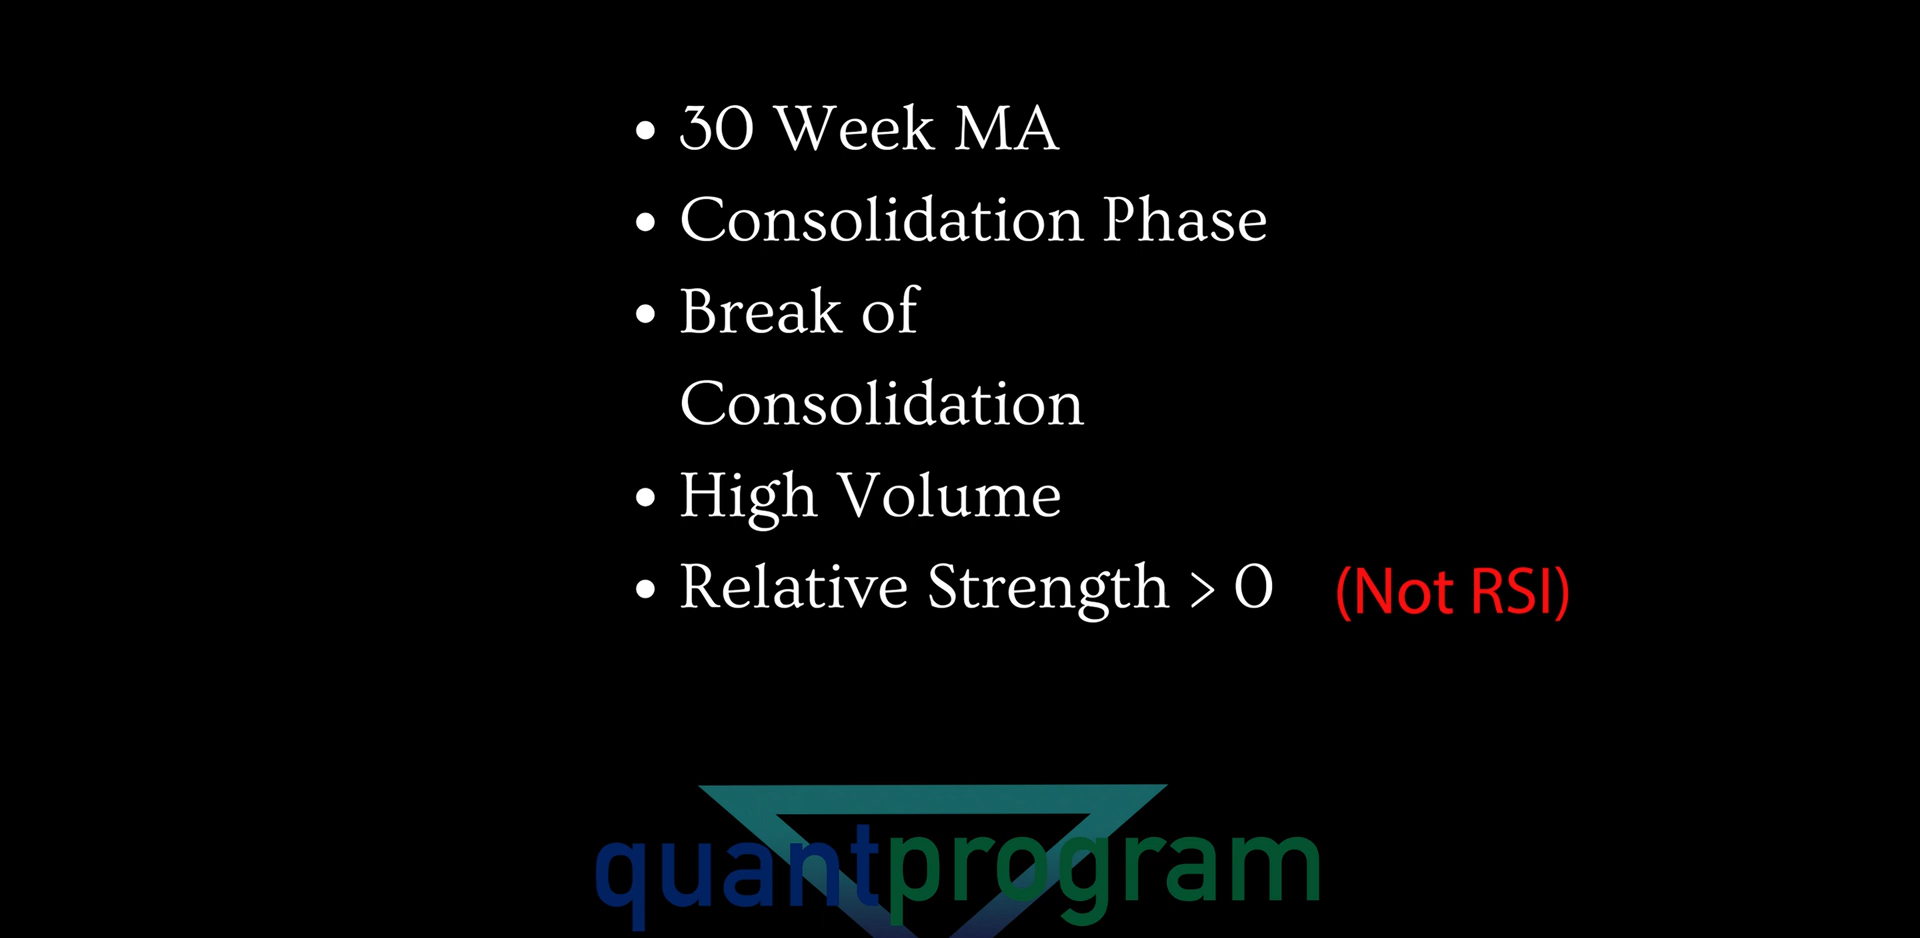 • 30 Week MA
• Consolidation Phase
• Break of
Consolidation
• High Volume
• Relative Strength > 0 (Not RSI)
quantprogram